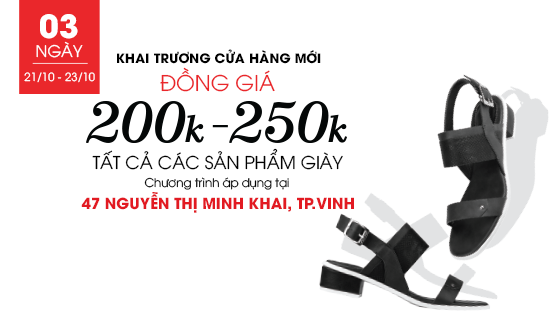 03
NGÀY
21/10 - 23/10
KHAI TRƯƠNG CỬA HÀNG MỚI
ĐỒNG GIÁ
200k -250k
TẤT CẢ CÁC SẢN PHẨM GIÀY
Chương trình áp dụng tại
47 NGUYỄN THỊ MINH KHAI, TP.VINH